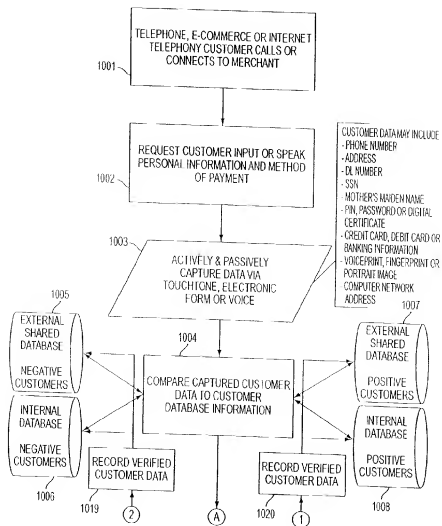 TELEPHONE, E-COMMERCE OR INTERNET
TELEPHONY CUSTOMER CALLS OR
CONNECTS TO MERCHANT
1001
REQUEST CUSTOMER INPUT OR SPEAK
PERSONAL INFORMATION AND METHOD
OF PAYMENT
1002
CUSTOMER DATA MAY INCLUDE
- PHONE NUMBER
- ADDRESS
- DL NUMBER
- SSN
- MOTHER'S MAIDEN NAME
- PIN, PASSWORD OR DIGITAL
CERTIFICATE
- CREDIT CARD, DEBIT CARD OR
BANKING INFORMATION
- VOICEPRINT, FINGERPRINT OR
PORTRAIT IMAGE
COMPUTER NETWORK
ADDRESS
1003
ACTIVELY & PASSIVELY
CAPTURE DATA VIA
TOUCHTONE, ELECTRONIC
FORM OR VOICE
1005
EXTERNAL
SHARED
DATABASE
NEGATIVE
CUSTOMERS
1004
COMPARE CAPTURED CUSTOMER
DATA TO CUSTOMER
DATABASE INFORMATION
1007
EXTERNAL
SHARED
DATABASE
POSITIVE
CUSTOMERS
INTERNAL
DATABASE
NEGATIVE
CUSTOMERS
1006
INTERNAL
DATABASE
POSITIVE
CUSTOMERS
1008
RECORD VERIFIED
CUSTOMER DATA
1019
RECORD VERIFIED
CUSTOMER DATA
1020
2
A
1